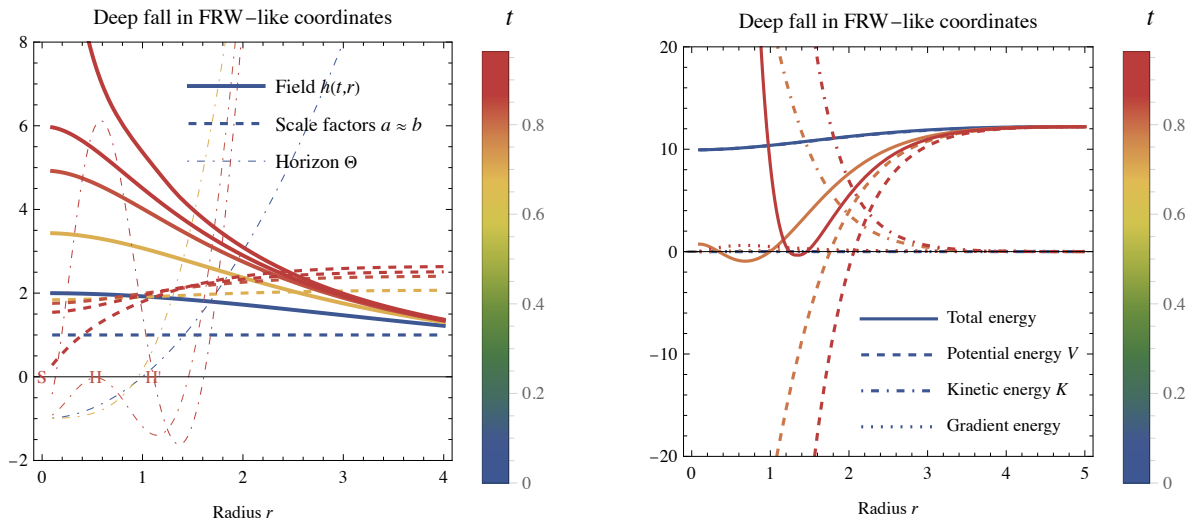 Deep fall in FRW-like coordinates
t
8
6
4
2
0
-2
Field h(t,r)
Scale factors a ≈ b
Horizon Θ
S
H
H'
0
1
2
3
4
Radius r
0.8
0.6
0.4
0.2
0
Deep fall in FRW-like coordinates
t
20
10
0
-10
-20
Total energy
Potential energy V
Kinetic energy K
Gradient energy
0
1
2
3
4
5
Radius r
0.8
0.6
0.4
0.2
0